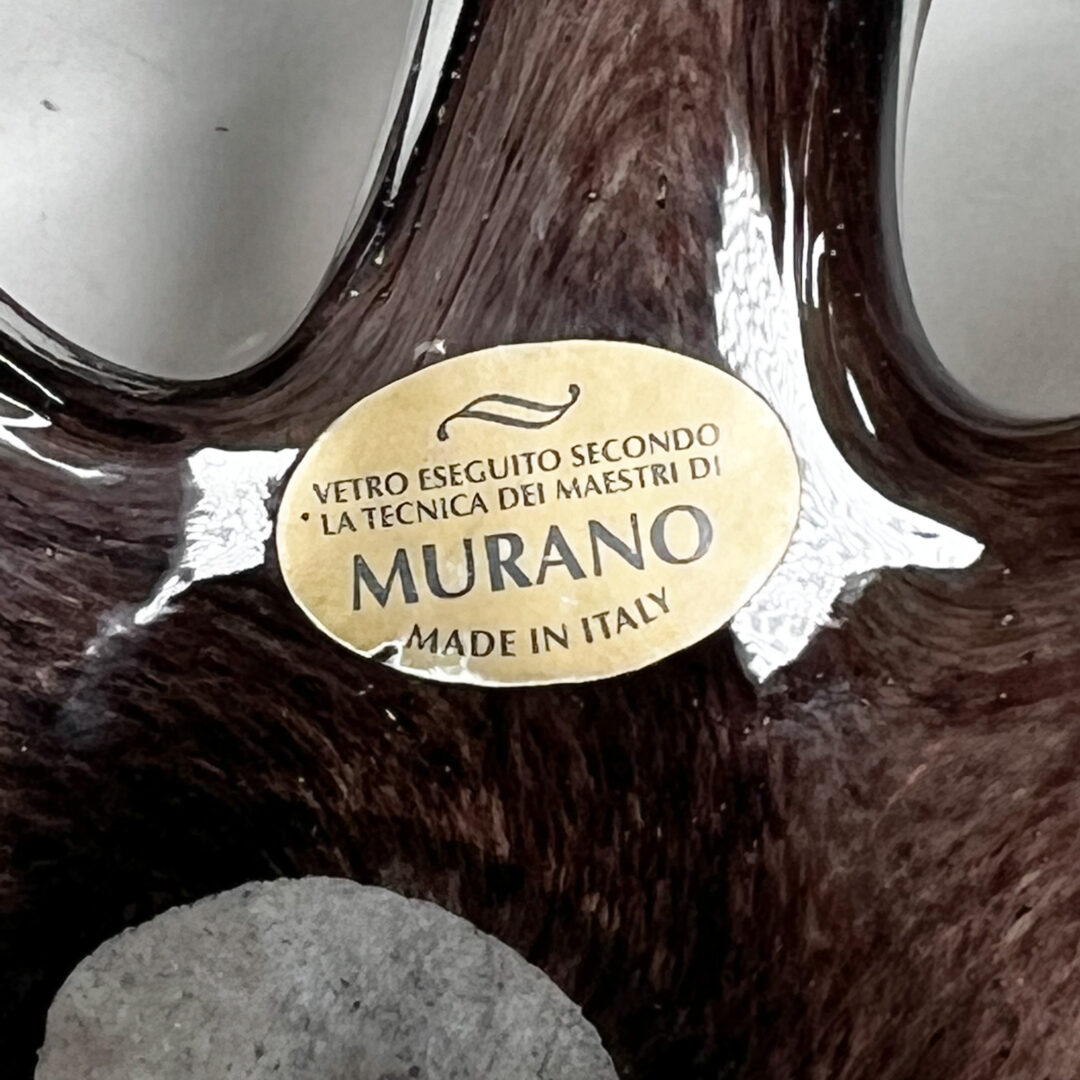 VETRO ESEGUITO SECONDO
LA TECNICA DEI MAESTRI DI
MURANO
MADE IN ITALY